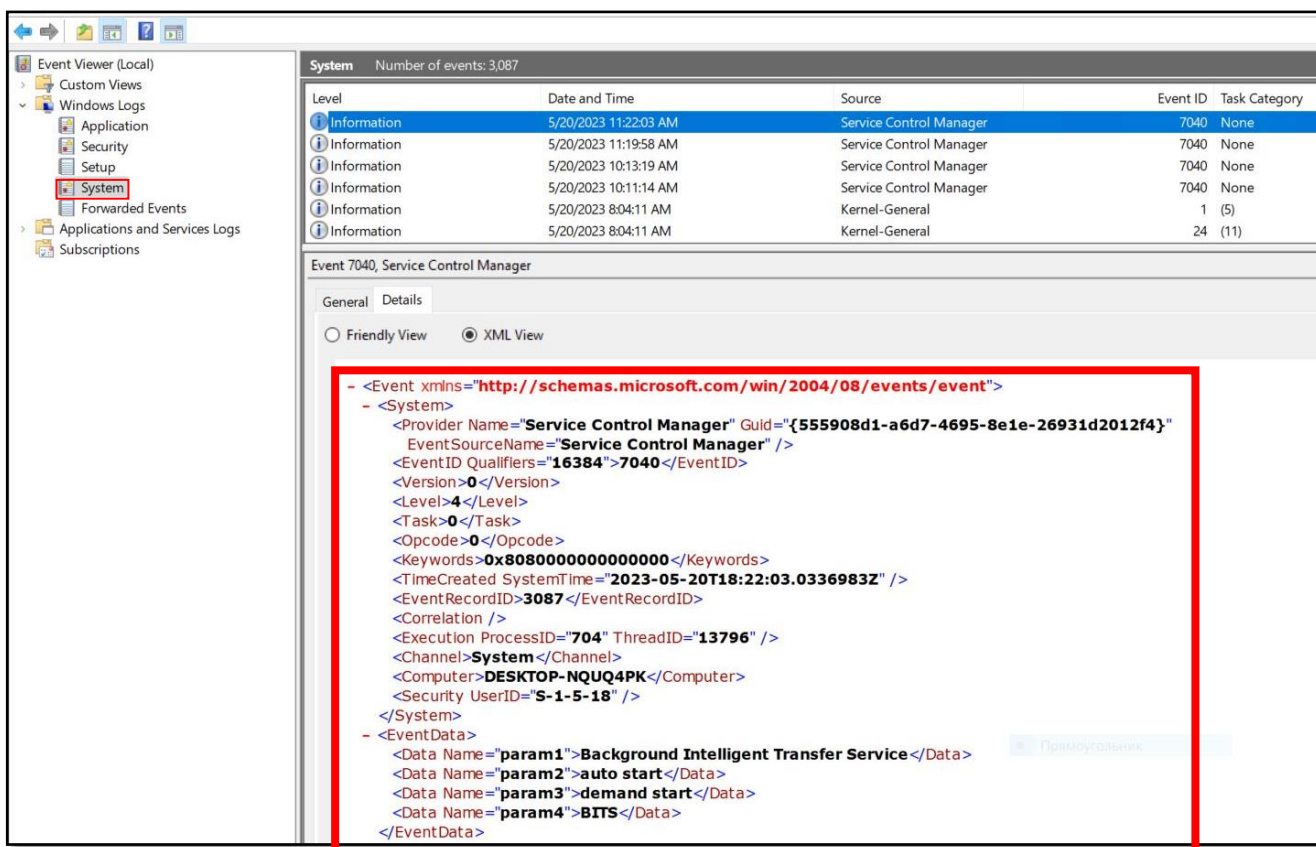 Event Viewer (Local)
Custom Views
Windows Logs
Application
Security
Setup
System
Forwarded Events
Applications and Services Logs
Subscriptions
System Number of events: 3,087
Level Date and Time Source Event ID Task Category
Information 5/20/2023 11:22:03 AM Service Control Manager 7040 None
Information 5/20/2023 11:19:58 AM Service Control Manager 7040 None
Information 5/20/2023 10:13:19 AM Service Control Manager 7040 None
Information 5/20/2023 10:11:14 AM Service Control Manager 7040 None
Information 5/20/2023 8:04:11 AM Kernel-General 1 (5)
Information 5/20/2023 8:04:11 AM Kernel-General 24 (11)
Event 7040, Service Control Manager
General Details
Friendly View XML View
- <Event xmlns="http://schemas.microsoft.com/win/2004/08/events/event">
- <System>
<Provider Name="Service Control Manager" Guid="{555908d1-a6d7-4695-8e1e-26931d2012f4}"
EventSourceName="Service Control Manager" />
<EventID Qualifiers="16384">7040</EventID>
<Version>0</Version>
<Level>4</Level>
<Task>0</Task>
<Opcode>0</Opcode>
<Keywords>0x8080000000000000</Keywords>
<TimeCreated SystemTime="2023-05-20T18:22:03.0336983Z" />
<EventRecordID>3087</EventRecordID>
<Correlation />
<Execution ProcessID="704" ThreadID="13796" />
<Channel>System</Channel>
<Computer>DESKTOP-NQUQ4PK</Computer>
<Security UserID="S-1-5-18" />
</System>
- <EventData>
<Data Name="param1">Background Intelligent Transfer Service</Data>
Прямоугольник
<Data Name="param2">auto start</Data>
<Data Name="param3">demand start</Data>
<Data Name="param4">BITS</Data>
</EventData>